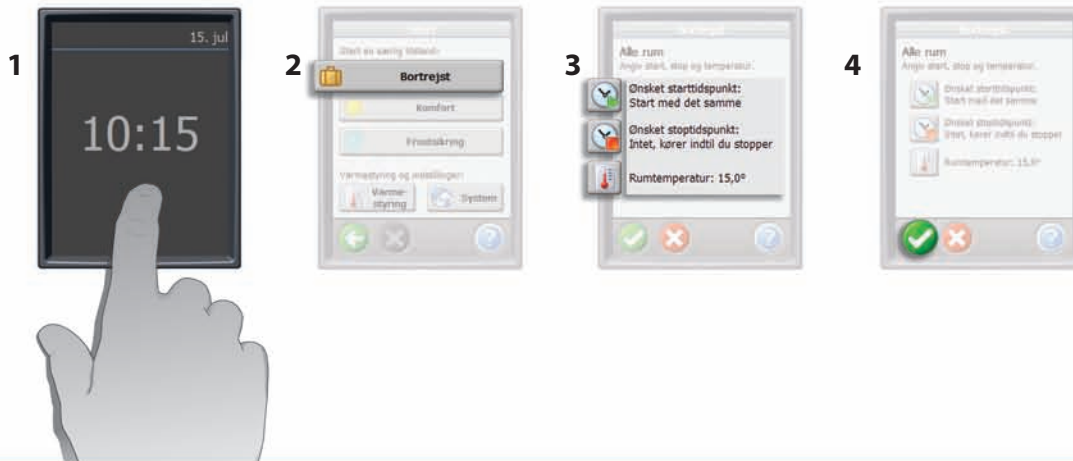 1
15. jul
10:15
2
Start en særlig tilstand:
Bortrejst
Komfort
Frostsikring
Varmestyring og indstillinger:
Varme-
styring
System
3
Alle rum
Angiv start, stop og temperatur.
Ønsket starttidspunkt:
Start med det samme
Ønsket stoptidspunkt:
Intet, kører indtil du stopper
Rumtemperatur: 15,0º
4
Alle rum
Angiv start, stop og temperatur.
Ønsket starttidspunkt:
Start med det samme
Ønsket stoptidspunkt:
Intet, kører indtil du stopper
Rumtemperatur: 15,0º